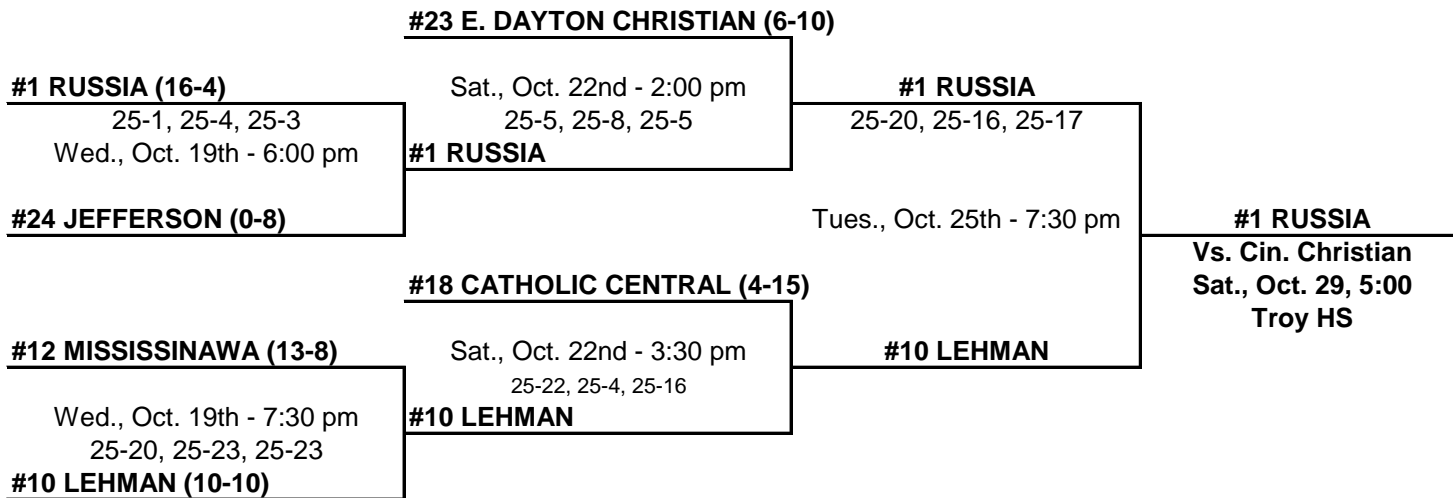 #23 E. DAYTON CHRISTIAN (6-10)
#1 RUSSIA (16-4)
Sat., Oct. 22nd - 2:00 pm
#1 RUSSIA
25-1, 25-4, 25-3
25-5, 25-8, 25-5
25-20, 25-16, 25-17
Wed., Oct. 19th - 6:00 pm
#1 RUSSIA
#24 JEFFERSON (0-8)
Tues., Oct. 25th - 7:30 pm
#1 RUSSIA
Vs. Cin. Christian
#18 CATHOLIC CENTRAL (4-15)
Sat., Oct. 29, 5:00
Troy HS
#12 MISSISSINAWA (13-8)
Sat., Oct. 22nd - 3:30 pm
#10 LEHMAN
25-22, 25-4, 25-16
Wed., Oct. 19th - 7:30 pm
#10 LEHMAN
25-20, 25-23, 25-23
#10 LEHMAN (10-10)